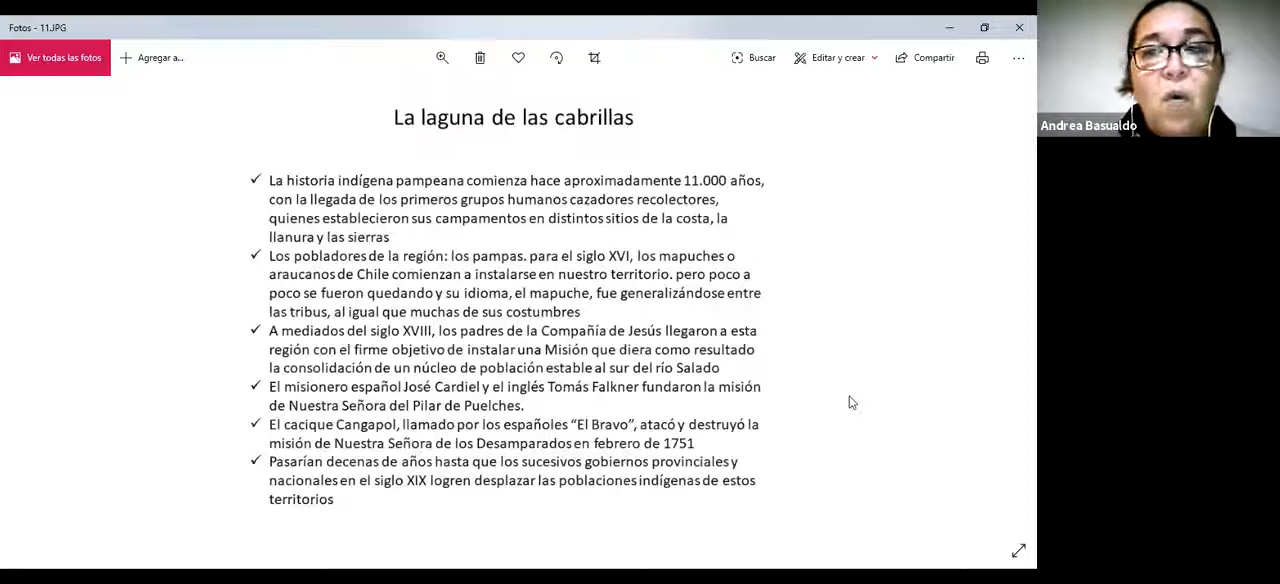 Fotos - 11.JPG
Ver todas las fotos
Agregar a...
Buscar
Editar y crear
Compartir
Andrea Basualdo
La laguna de las cabrillas
✓ La historia indígena pampeana comienza hace aproximadamente 11.000 años,
con la llegada de los primeros grupos humanos cazadores recolectores,
quienes establecieron sus campamentos en distintos sitios de la costa, la
llanura y las sierras
✓ Los pobladores de la región: los pampas. para el siglo XVI, los mapuches o
araucanos de Chile comienzan a instalarse en nuestro territorio. pero poco a
poco se fueron quedando y su idioma, el mapuche, fue generalizándose entre
las tribus, al igual que muchas de sus costumbres
✓ A mediados del siglo XVIII, los padres de la Compañía de Jesús llegaron a esta
región con el firme objetivo de instalar una Misión que diera como resultado
la consolidación de un núcleo de población estable al sur del río Salado
✓ El misionero español José Cardiel y el inglés Tomás Falkner fundaron la misión
de Nuestra Señora del Pilar de Puelches.
✓ El cacique Cangapol, llamado por los españoles “El Bravo”, atacó y destruyó la
misión de Nuestra Señora de los Desamparados en febrero de 1751
✓ Pasarían decenas de años hasta que los sucesivos gobiernos provinciales y
nacionales en el siglo XIX logren desplazar las poblaciones indígenas de estos
territorios